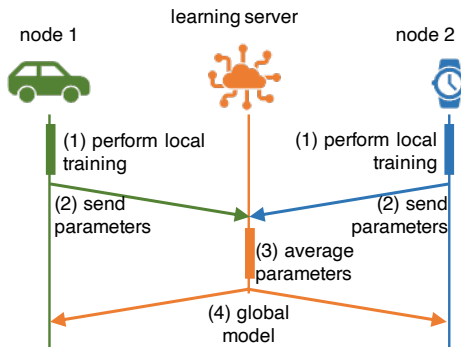 learning server
node 1
node 2
(1) perform local
training
(1) perform local
training
(2) send
parameters
(2) send
parameters
(3) average
parameters
(4) global
model